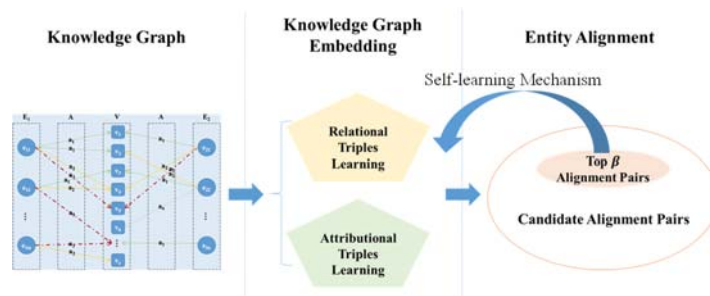 Knowledge Graph
Knowledge Graph
Embedding
Entity Alignment
Self-learning Mechanism
E₁ A V A E₂
Relational
Triples
Learning
Top β
Alignment Pairs
Candidate Alignment Pairs
Attributional
Triples
Learning